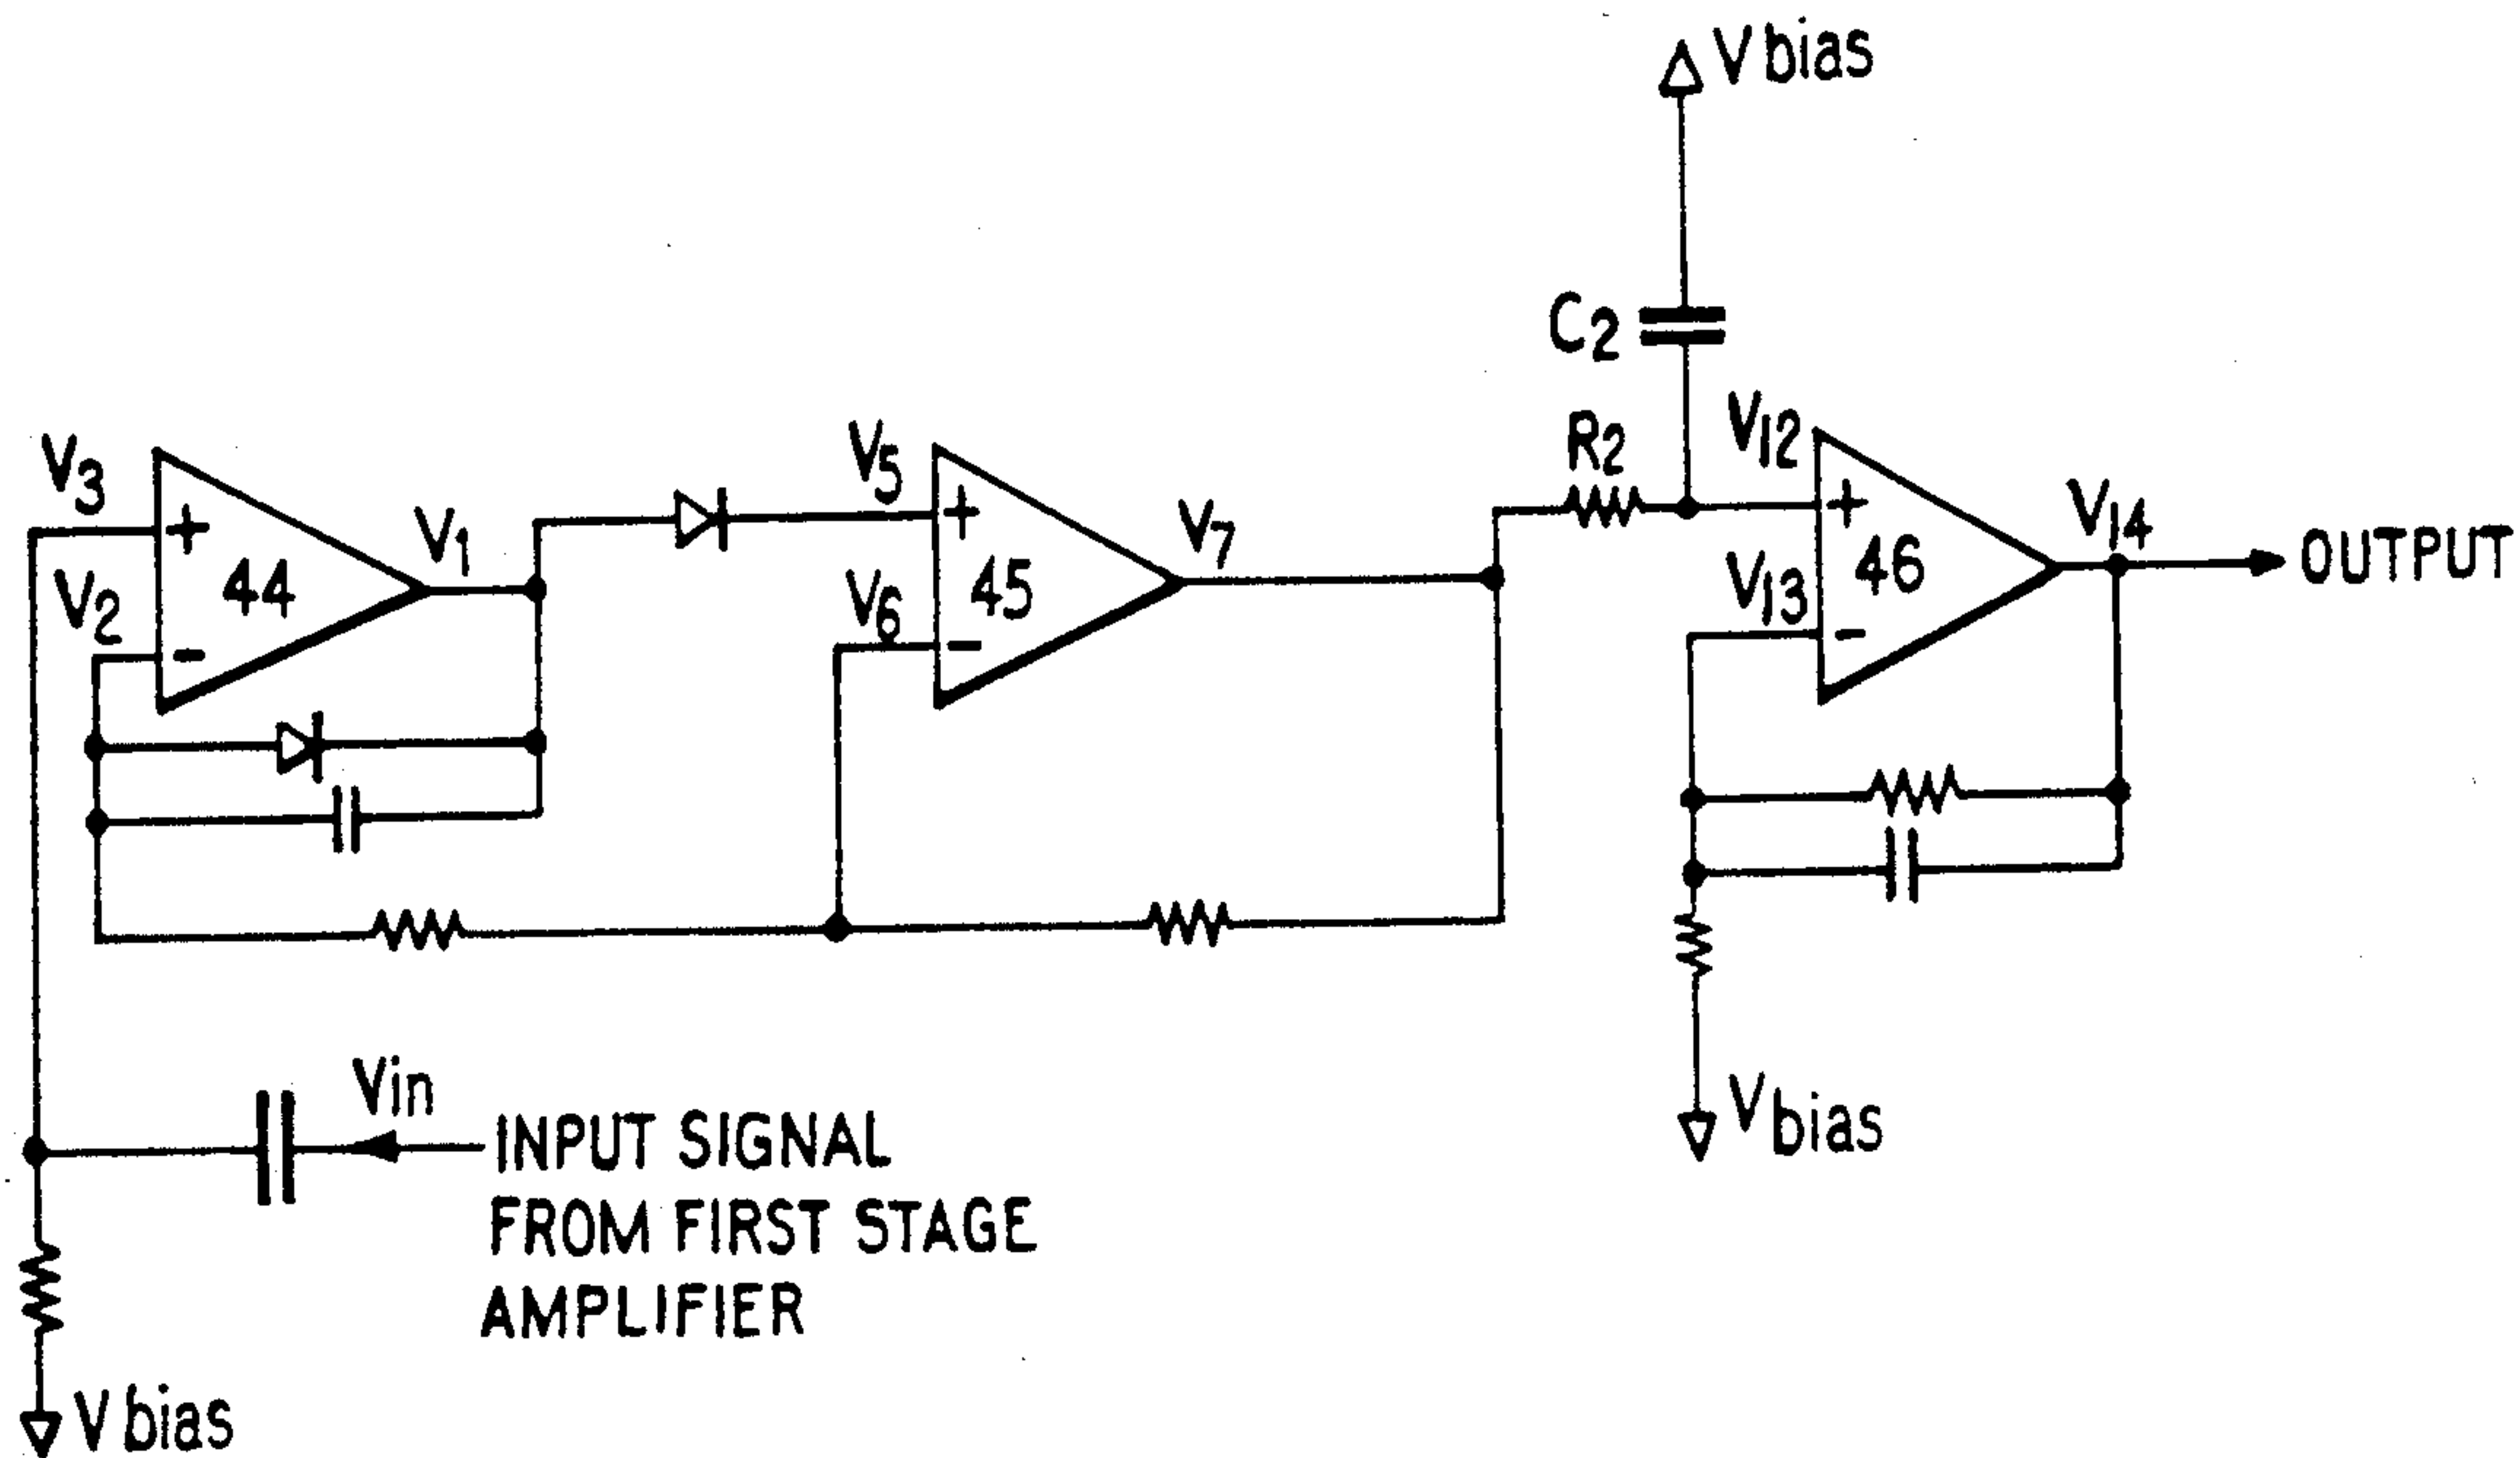 V bias
C2
V3
+
44
V2
-
V1
V5
+
45
V6
-
V7
R2
V12
+
46
V13
-
V14
OUTPUT
Vin
INPUT SIGNAL
FROM FIRST STAGE
AMPLIFIER
Vbias
V bias